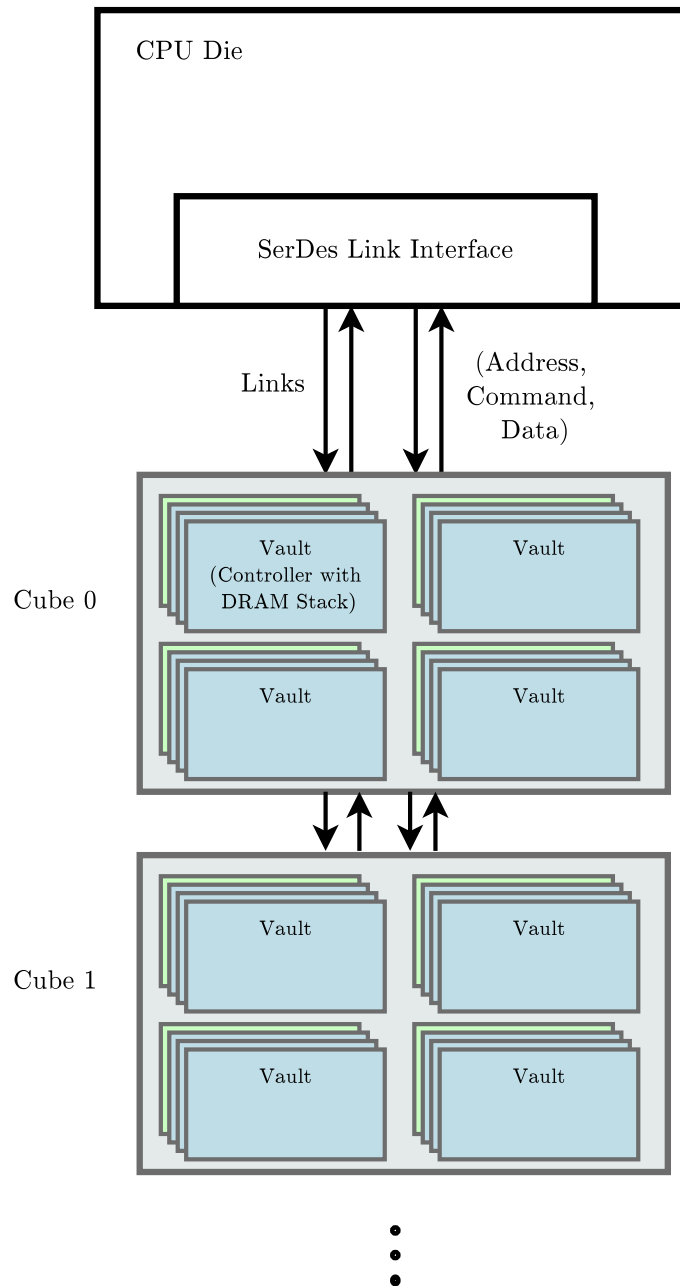 CPU Die
SerDes Link Interface
Links
(Address,
Command,
Data)
Cube 0
Vault
(Controller with
DRAM Stack)
Vault
Vault
Vault
Cube 1
Vault
Vault
Vault
Vault